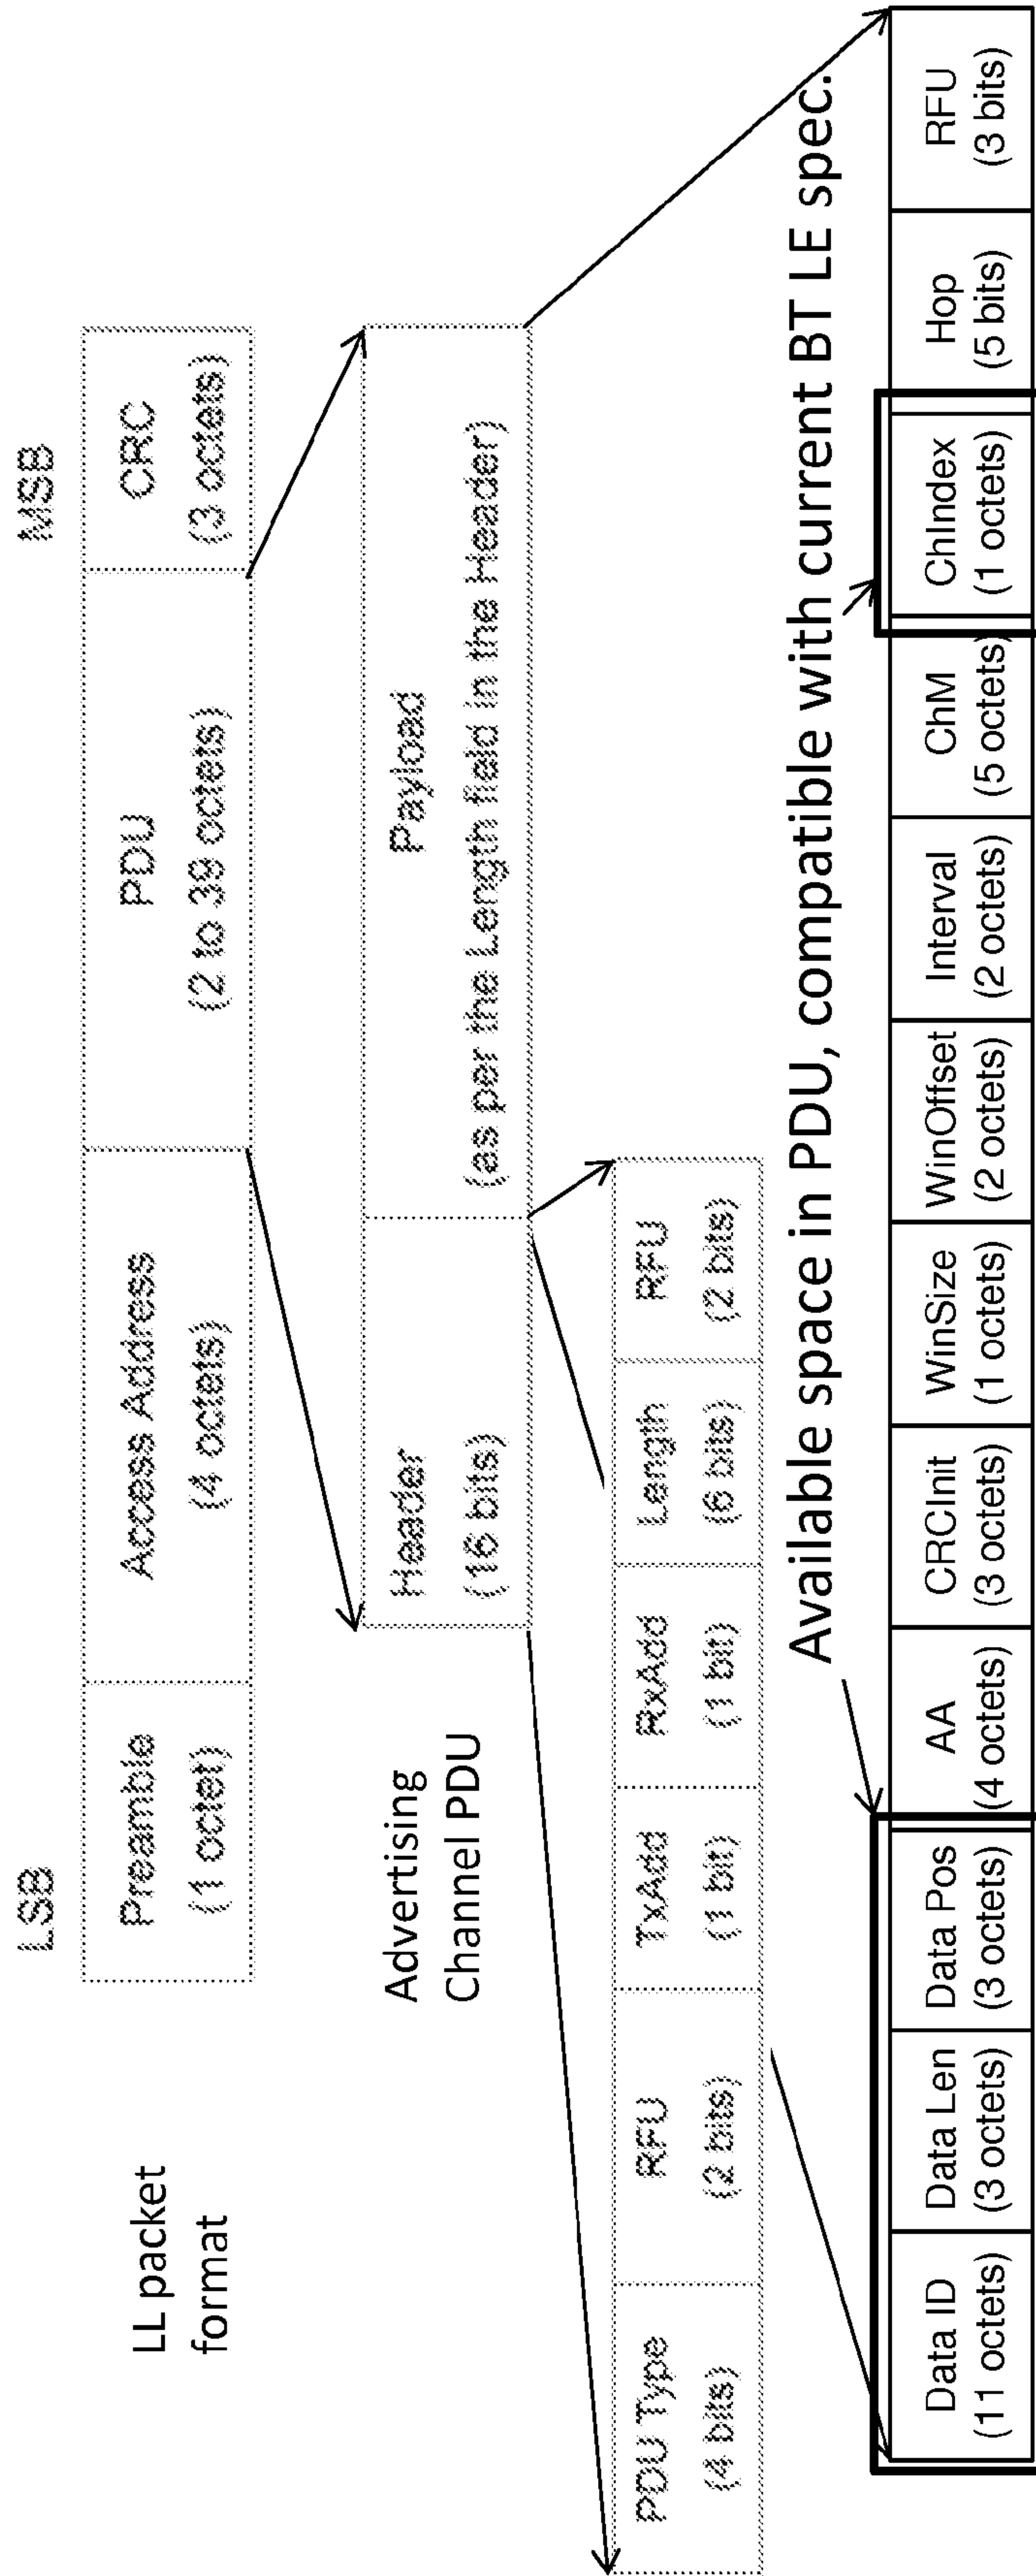 LSB
MSB
LL packet
format
Preamble
(1 octet)
Access Address
(4 octets)
PDU
(2 to 39 octets)
CRC
(3 octets)
Advertising
Channel PDU
Header
(16 bits)
Payload
(as per the Length field in the Header)
PDU Type
(4 bits)
RFU
(2 bits)
TxAdd
(1 bit)
RxAdd
(1 bit)
Length
(6 bits)
RFU
(2 bits)
Available space in PDU, compatible with current BT LE spec.
Data ID
(11 octets)
Data Len
(3 octets)
Data Pos
(3 octets)
AA
(4 octets)
CRCInit
(3 octets)
WinSize
(1 octets)
WinOffset
(2 octets)
Interval
(2 octets)
ChM
(5 octets)
ChIndex
(1 octets)
Hop
(5 bits)
RFU
(3 bits)